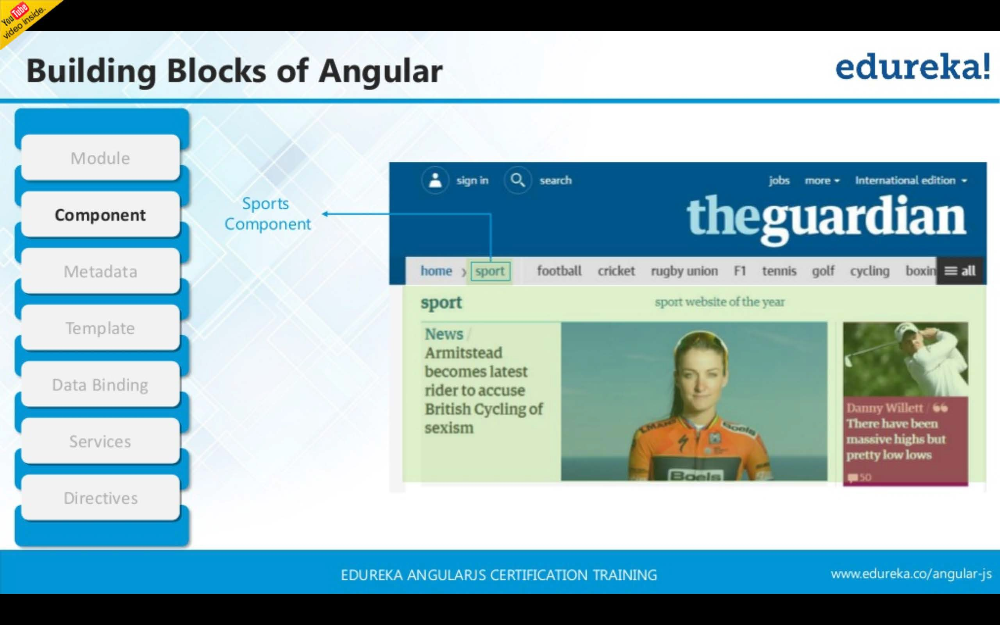 You Tube
video inside.
Building Blocks of Angular
edureka!
Module
Component
Metadata
Template
Data Binding
Services
Directives
Sports
Component
sign in
search
jobs
more
International edition
theguardian
home › sport
football
cricket
rugby union
F1
tennis
golf
cycling
boxin
all
sport
sport website of the year
News /
Armitstead
becomes latest
rider to accuse
British Cycling of
sexism
Boels
Boels
Danny Willett /
There have been
massive highs but
pretty low lows
50
EDUREKA ANGULARJS CERTIFICATION TRAINING
www.edureka.co/angular-js